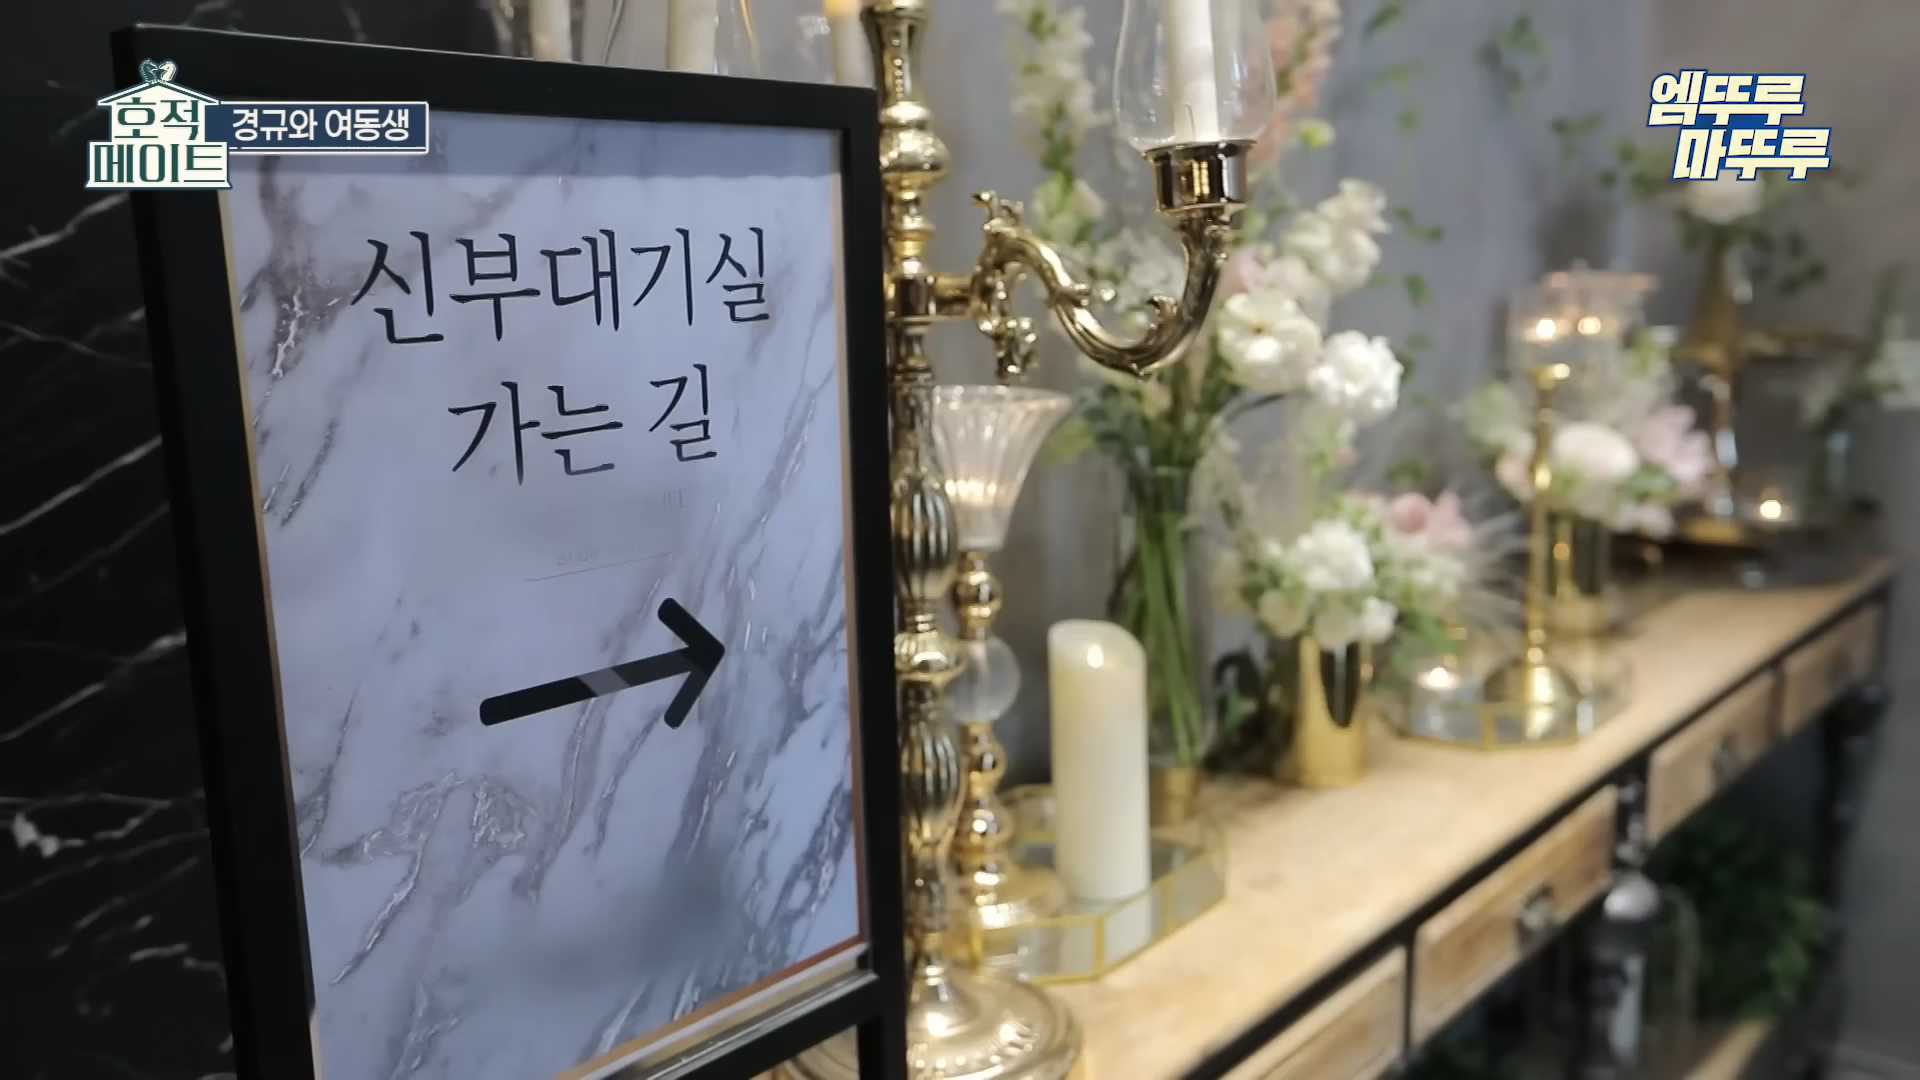 호적
메이트
경규와 여동생
엠뚜루
마뚜루
신부대기실
가는 길